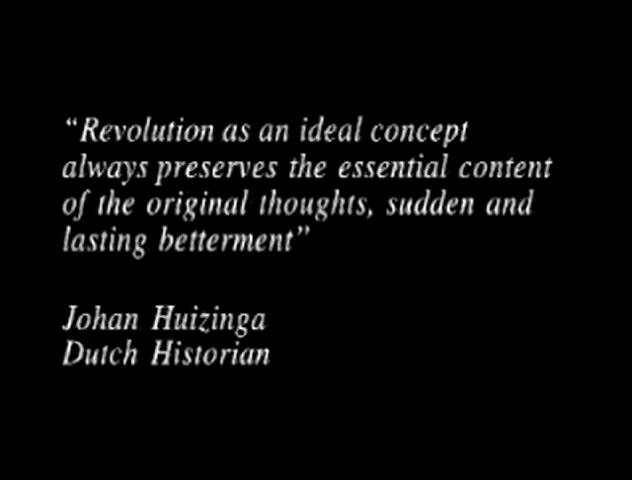 “Revolution as an ideal concept
always preserves the essential content
of the original thoughts, sudden and
lasting betterment”
Johan Huizinga
Dutch Historian